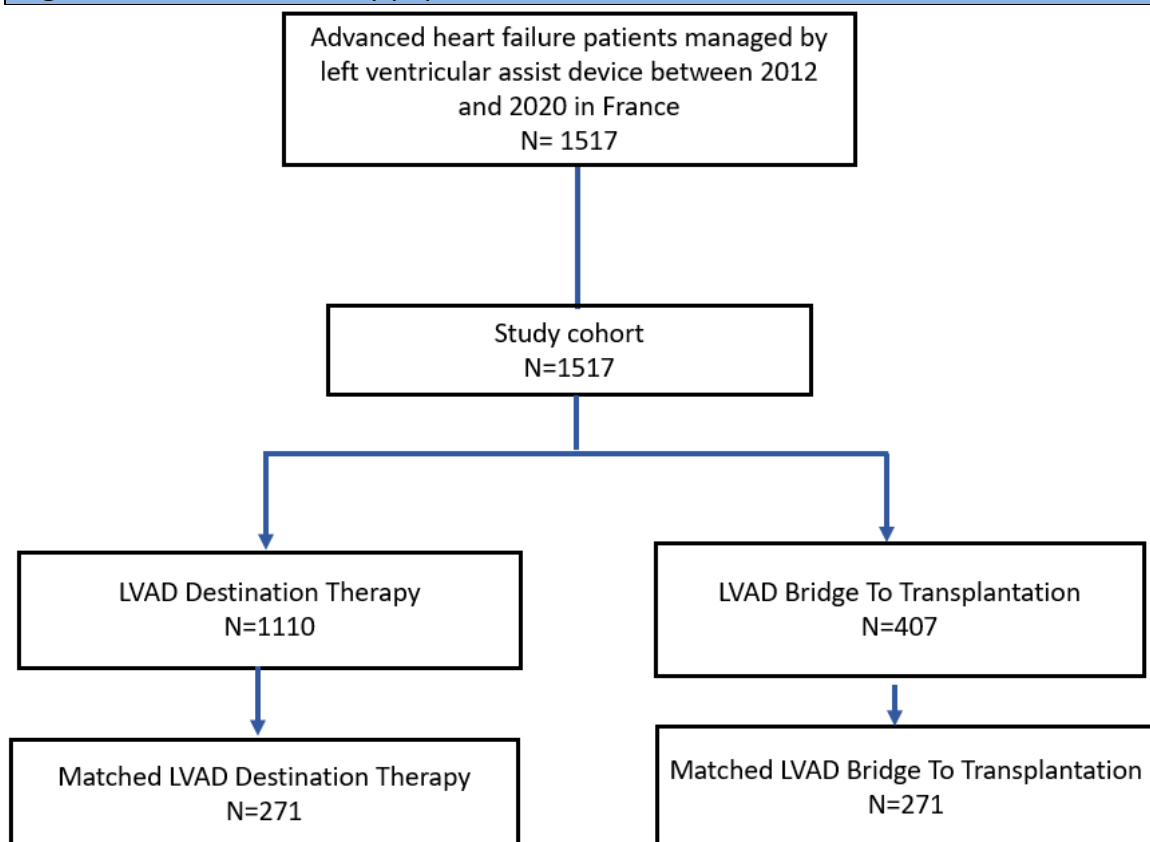 Advanced heart failure patients managed by
left ventricular assist device between 2012
and 2020 in France
N= 1517
Study cohort
N=1517
LVAD Destination Therapy
N=1110
LVAD Bridge To Transplantation
N=407
Matched LVAD Destination Therapy
N=271
Matched LVAD Bridge To Transplantation
N=271